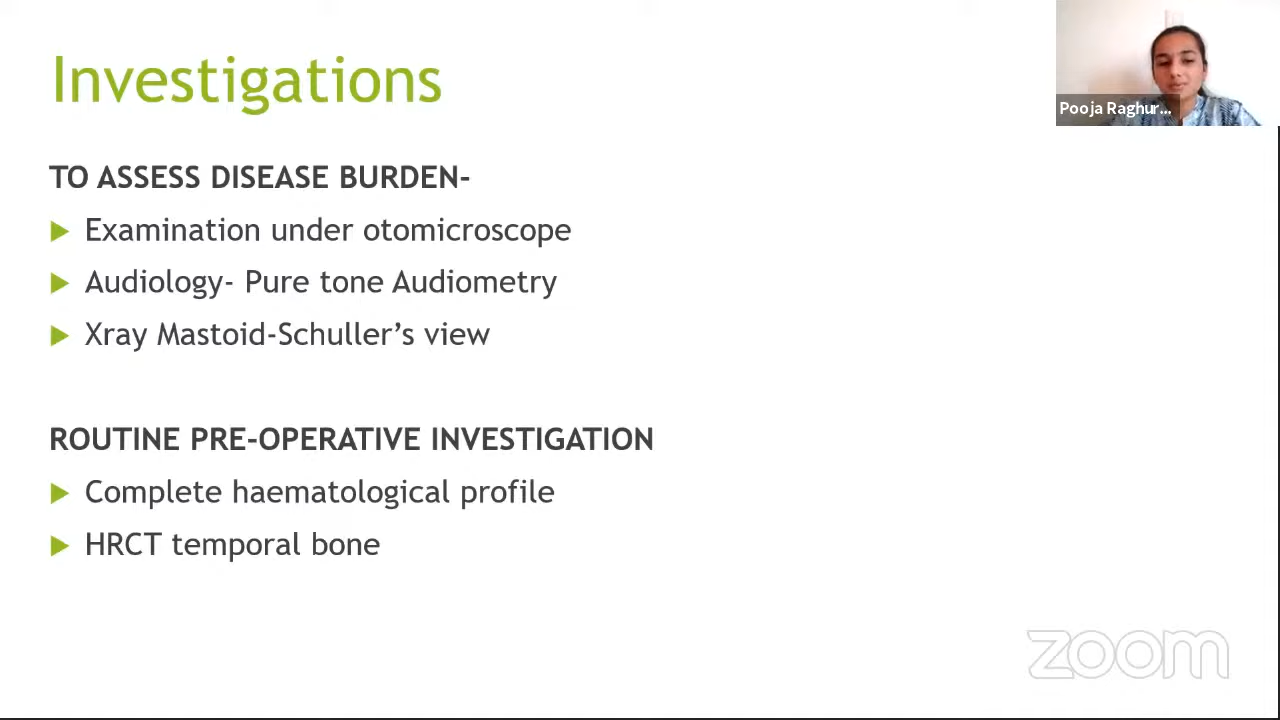 Investigations
Pooja Raghur...
TO ASSESS DISEASE BURDEN-
Examination under otomicroscope
Audiology- Pure tone Audiometry
Xray Mastoid-Schuller’s view
ROUTINE PRE-OPERATIVE INVESTIGATION
Complete haematological profile
HRCT temporal bone
zoom